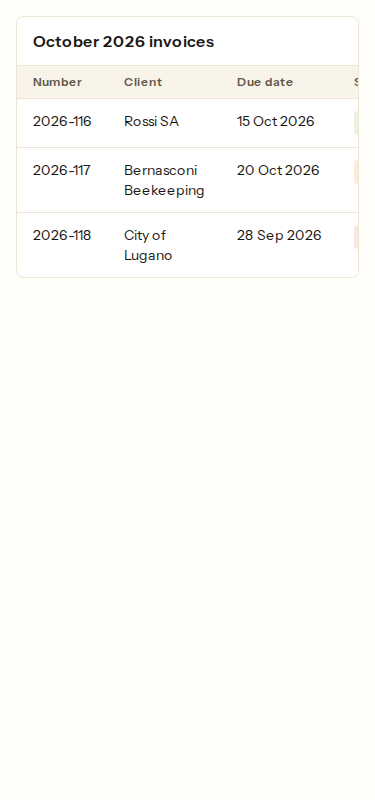 October 2026 invoices
Number Client Due date
2026-116 Rossi SA 15 Oct 2026
2026-117 Bernasconi Beekeeping 20 Oct 2026
2026-118 City of Lugano 28 Sep 2026